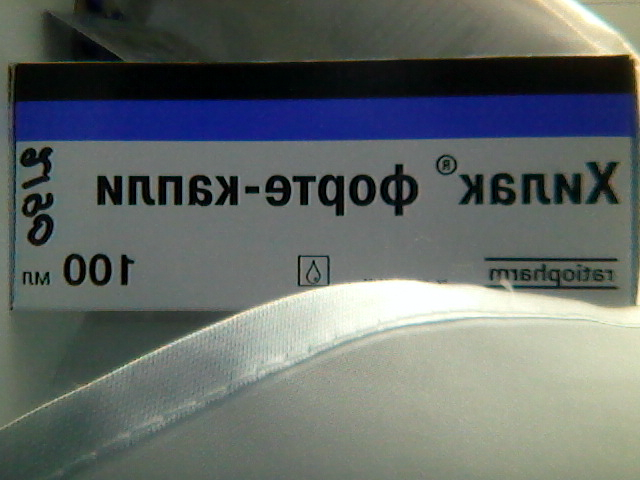 Хилак® форте-капли
ratiopharm
100 мл